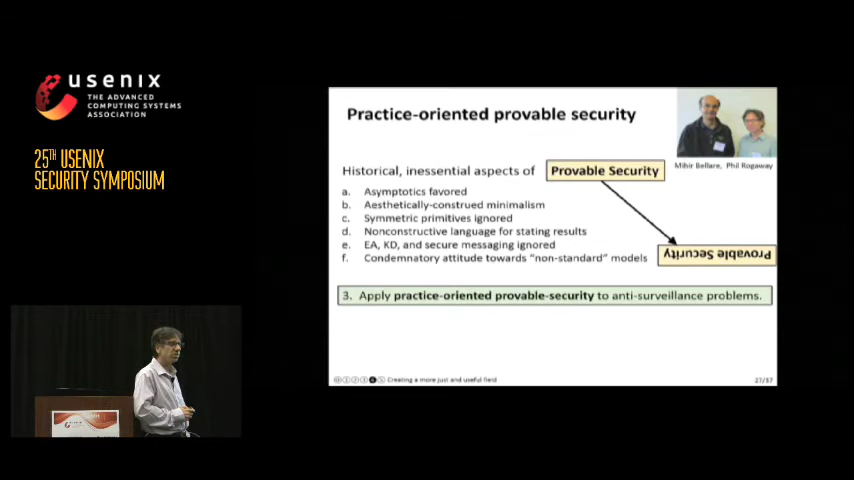 usenix
THE ADVANCED
COMPUTING SYSTEMS
ASSOCIATION
25TH USENIX
SECURITY SYMPOSIUM
Practice-oriented provable security
Mihir Bellare, Phil Rogaway
Historical, inessential aspects of Provable Security
a. Asymptotics favored
b. Aesthetically-construed minimalism
c. Symmetric primitives ignored
d. Nonconstructive language for stating results
e. EA, KD, and secure messaging ignored
f. Condemnatory attitude towards "non-standard" models
Provable Security
3. Apply practice-oriented provable-security to anti-surveillance problems.
Creating a more just and useful field
27/57